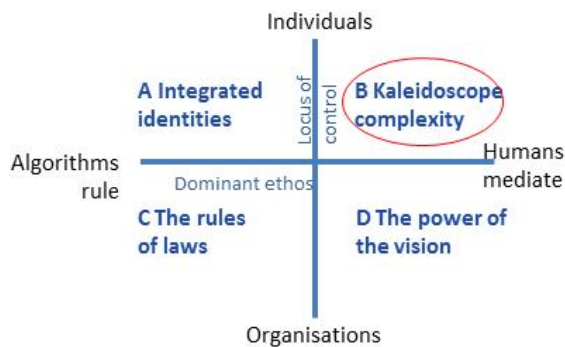 Individuals
A Integrated
identities
Locus of
control
B Kaleidoscope
complexity
Algorithms
rule
Humans
mediate
Dominant ethos
C The rules
of laws
D The power of
the vision
Organisations